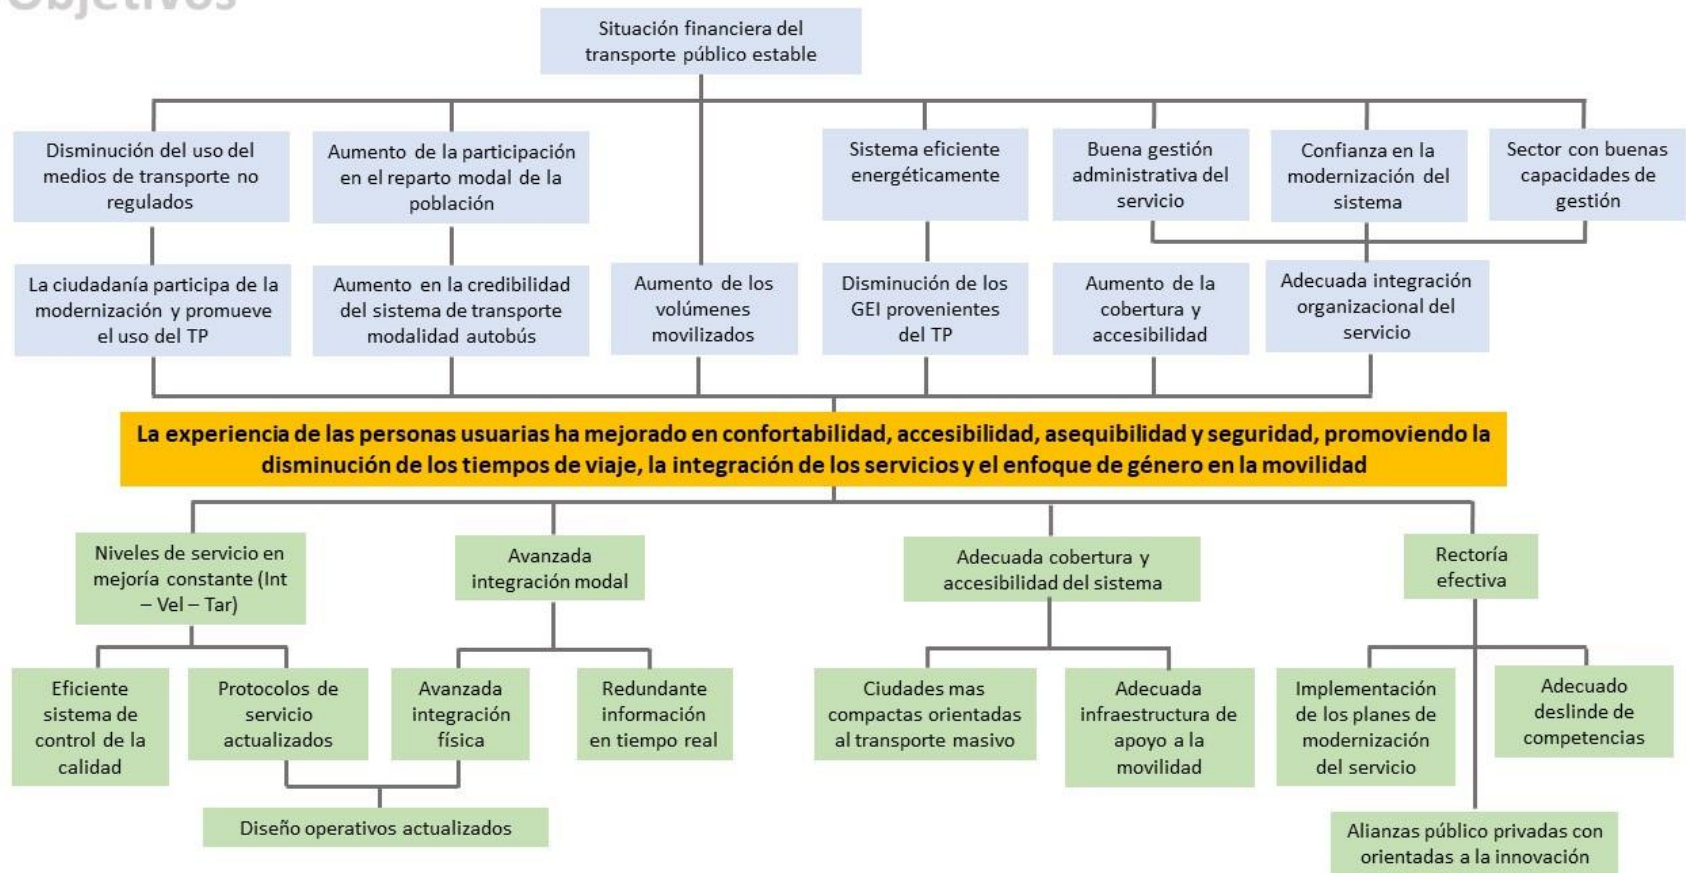 Objetivos
Situación financiera del
transporte público estable
Disminución del uso del
medios de transporte no
regulados
Aumento de la participación
en el reparto modal de la
población
Sistema eficiente
energéticamente
Buena gestión
administrativa del
servicio
Confianza en la
modernización del
sistema
Sector con buenas
capacidades de
gestión
La ciudadanía participa de la
modernización y promueve
el uso del TP
Aumento en la credibilidad
del sistema de transporte
modalidad autobús
Aumento de los
volúmenes
movilizados
Disminución de los
GEI provenientes
del TP
Aumento de la
cobertura y
accesibilidad
Adecuada integración
organizacional del
servicio
La experiencia de las personas usuarias ha mejorado en confortabilidad, accesibilidad, asequibilidad y seguridad, promoviendo la
disminución de los tiempos de viaje, la integración de los servicios y el enfoque de género en la movilidad
Niveles de servicio en
mejoría constante (Int
– Vel – Tar)
Avanzada
integración modal
Adecuada cobertura y
accesibilidad del sistema
Rectoría
efectiva
Eficiente
sistema de
control de la
calidad
Protocolos de
servicio
actualizados
Avanzada
integración
física
Redundante
información
en tiempo real
Ciudades mas
compactas orientadas
al transporte masivo
Adecuada
infraestructura de
apoyo a la
movilidad
Implementación
de los planes de
modernización
del servicio
Adecuado
deslinde de
competencias
Diseño operativos actualizados
Alianzas público privadas con
orientadas a la innovación